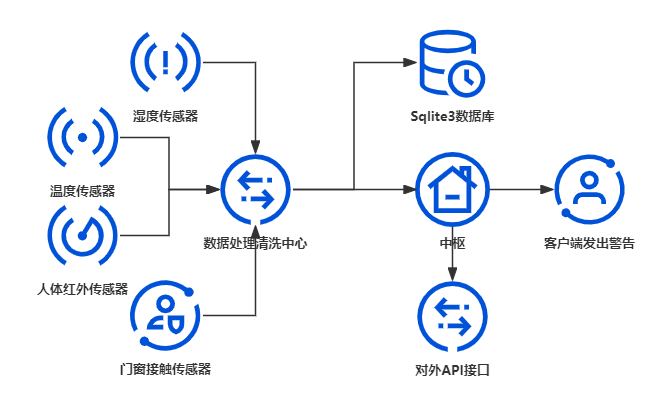 湿度传感器
Sqlite3数据库
温度传感器
数据处理清洗中心
中枢
客户端发出警告
人体红外传感器
门窗接触传感器
对外API接口